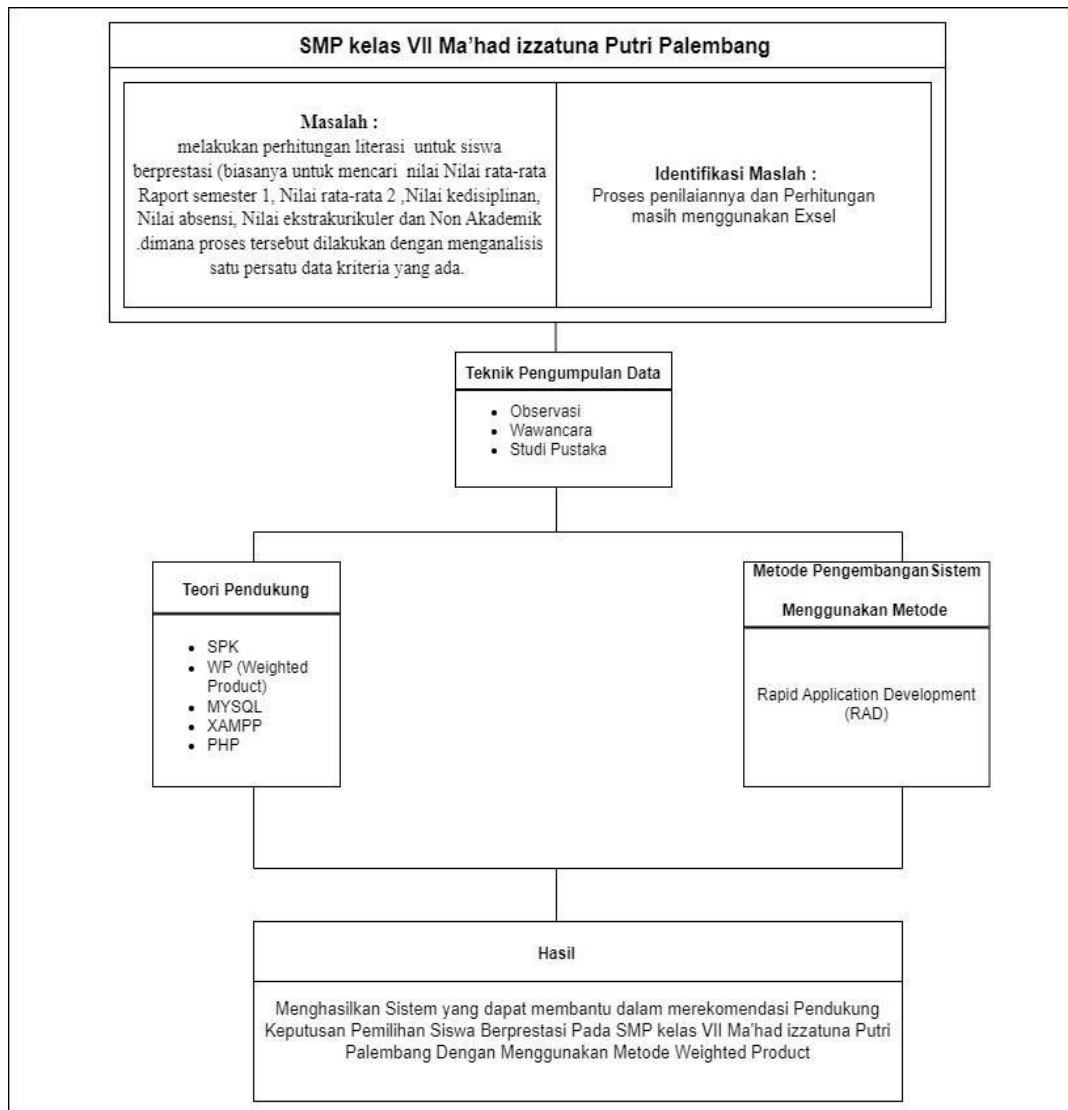 SMP kelas VII Ma'had izzatuna Putri Palembang
Masalah :
melakukan perhitungan literasi untuk siswa
berprestasi (biasanya untuk mencari nilai Nilai rata-rata
Raport semester 1, Nilai rata-rata 2 ,Nilai kedisiplinan,
Nilai absensi, Nilai ekstrakurikuler dan Non Akademik
.dimana proses tersebut dilakukan dengan menganalisis
satu persatu data kriteria yang ada.
Identifikasi Maslah :
Proses penilaiannya dan Perhitungan
masih menggunakan Exsel
Teknik Pengumpulan Data
• Observasi
• Wawancara
• Studi Pustaka
Teori Pendukung
• SPK
• WP (Weighted
Product)
• MYSQL
• XAMPP
• PHP
Metode Pengembangan Sistem
Menggunakan Metode
Rapid Application Development
(RAD)
Hasil
Menghasilkan Sistem yang dapat membantu dalam merekomendasi Pendukung
Keputusan Pemilihan Siswa Berprestasi Pada SMP kelas VII Ma'had izzatuna Putri
Palembang Dengan Menggunakan Metode Weighted Product